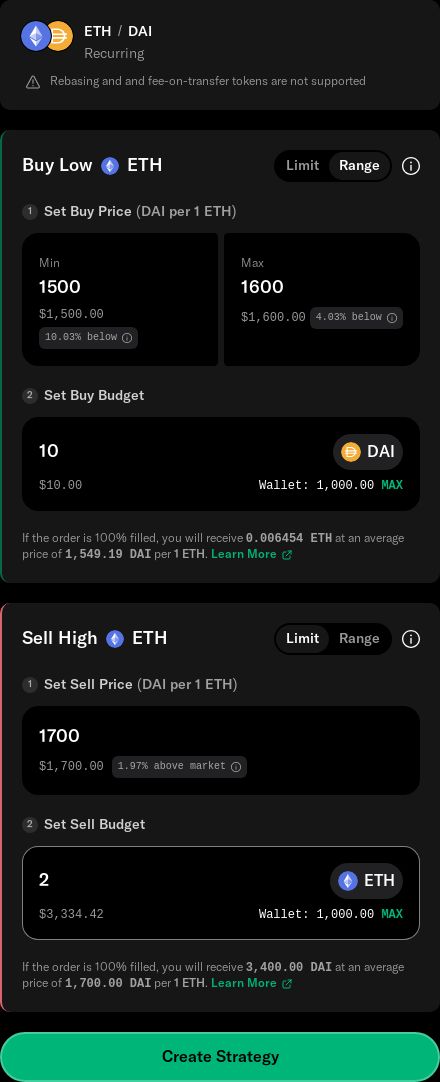 ETH / DAI
Recurring
Rebasing and and fee-on-transfer tokens are not supported
Buy Low ETH Limit Range
1 Set Buy Price (DAI per 1 ETH)
Min
1500
$1,500.00
10.03% below
Max
1600
$1,600.00 4.03% below
2 Set Buy Budget
10 DAI
$10.00 Wallet: 1,000.00 MAX
If the order is 100% filled, you will receive 0.006454 ETH at an average
price of 1,549.19 DAI per 1 ETH. Learn More
Sell High ETH Limit Range
1 Set Sell Price (DAI per 1 ETH)
1700
$1,700.00 1.97% above market
2 Set Sell Budget
2 ETH
$3,334.42 Wallet: 1,000.00 MAX
If the order is 100% filled, you will receive 3,400.00 DAI at an average
price of 1,700.00 DAI per 1 ETH. Learn More
Create Strategy